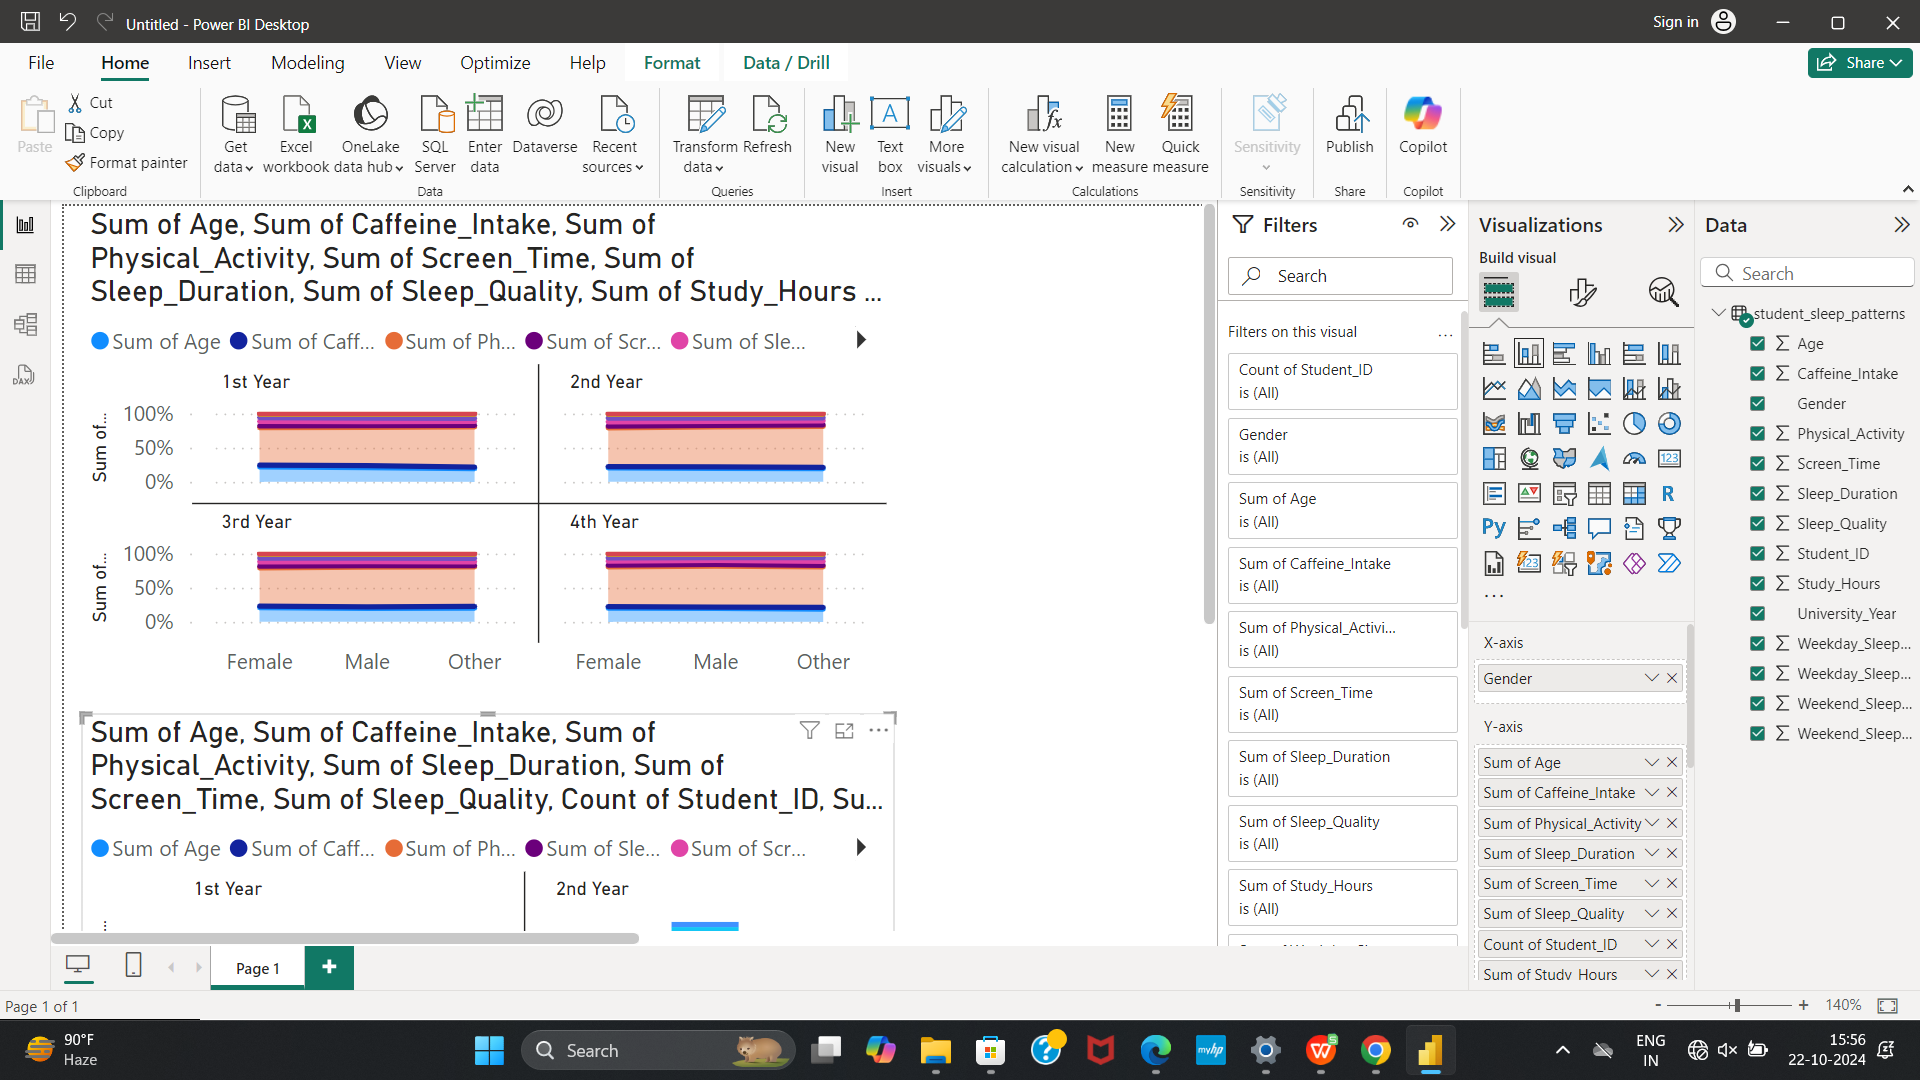 Untitled - Power BI Desktop
Sign in
File Home Insert Modeling View Optimize Help Format Data / Drill
Share
Paste
Cut
Copy
Format painter
Clipboard
Get data
Excel workbook
OneLake data hub
SQL Server
Enter data
Dataverse
Recent sources
Data
Transform data
Refresh
Queries
New visual
Text box
More visuals
Insert
New visual calculation
New measure
Quick measure
Calculations
Sensitivity
Sensitivity
Publish
Share
Copilot
Copilot
Sum of Age, Sum of Caffeine_Intake, Sum of
Physical_Activity, Sum of Screen_Time, Sum of
Sleep_Duration, Sum of Sleep_Quality, Sum of Study_Hours ...
Sum of Age Sum of Caff... Sum of Ph... Sum of Scr... Sum of Sle...
1st Year 2nd Year
Sum of...
100%
50%
0%
3rd Year 4th Year
Sum of...
100%
50%
0%
Female Male Other Female Male Other
Sum of Age, Sum of Caffeine_Intake, Sum of
Physical_Activity, Sum of Sleep_Duration, Sum of
Screen_Time, Sum of Sleep_Quality, Count of Student_ID, Su...
Sum of Age Sum of Caff... Sum of Ph... Sum of Sle... Sum of Scr...
1st Year 2nd Year
Filters
Search
Filters on this visual
...
Count of Student_ID
is (All)
Gender
is (All)
Sum of Age
is (All)
Sum of Caffeine_Intake
is (All)
Sum of Physical_Activi...
is (All)
Sum of Screen_Time
is (All)
Sum of Sleep_Duration
is (All)
Sum of Sleep_Quality
is (All)
Sum of Study_Hours
is (All)
Visualizations
Build visual
123
R
Py
123
...
X-axis
Gender
Y-axis
Sum of Age
Sum of Caffeine_Intake
Sum of Physical_Activity
Sum of Sleep_Duration
Sum of Screen_Time
Sum of Sleep_Quality
Count of Student_ID
Sum of Study Hours
Data
Search
student_sleep_patterns
Age
Caffeine_Intake
Gender
Physical_Activity
Screen_Time
Sleep_Duration
Sleep_Quality
Student_ID
Study_Hours
University_Year
Weekday_Sleep...
Weekday_Sleep...
Weekend_Sleep...
Weekend_Sleep...
Page 1
Page 1 of 1
- + 140%
90°F
Haze
Search
myhp
ENG
IN
15:56
22-10-2024